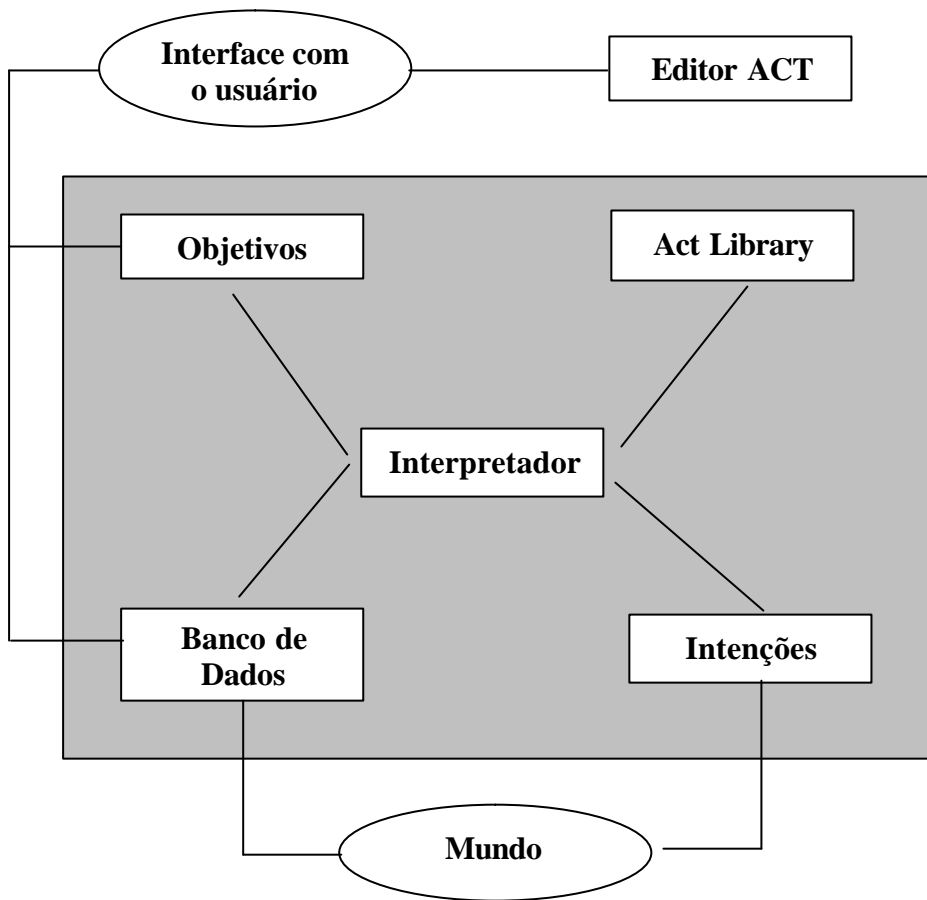 Interface com
o usuário
Editor ACT
Objetivos
Act Library
Interpretador
Banco de
Dados
Intenções
Mundo